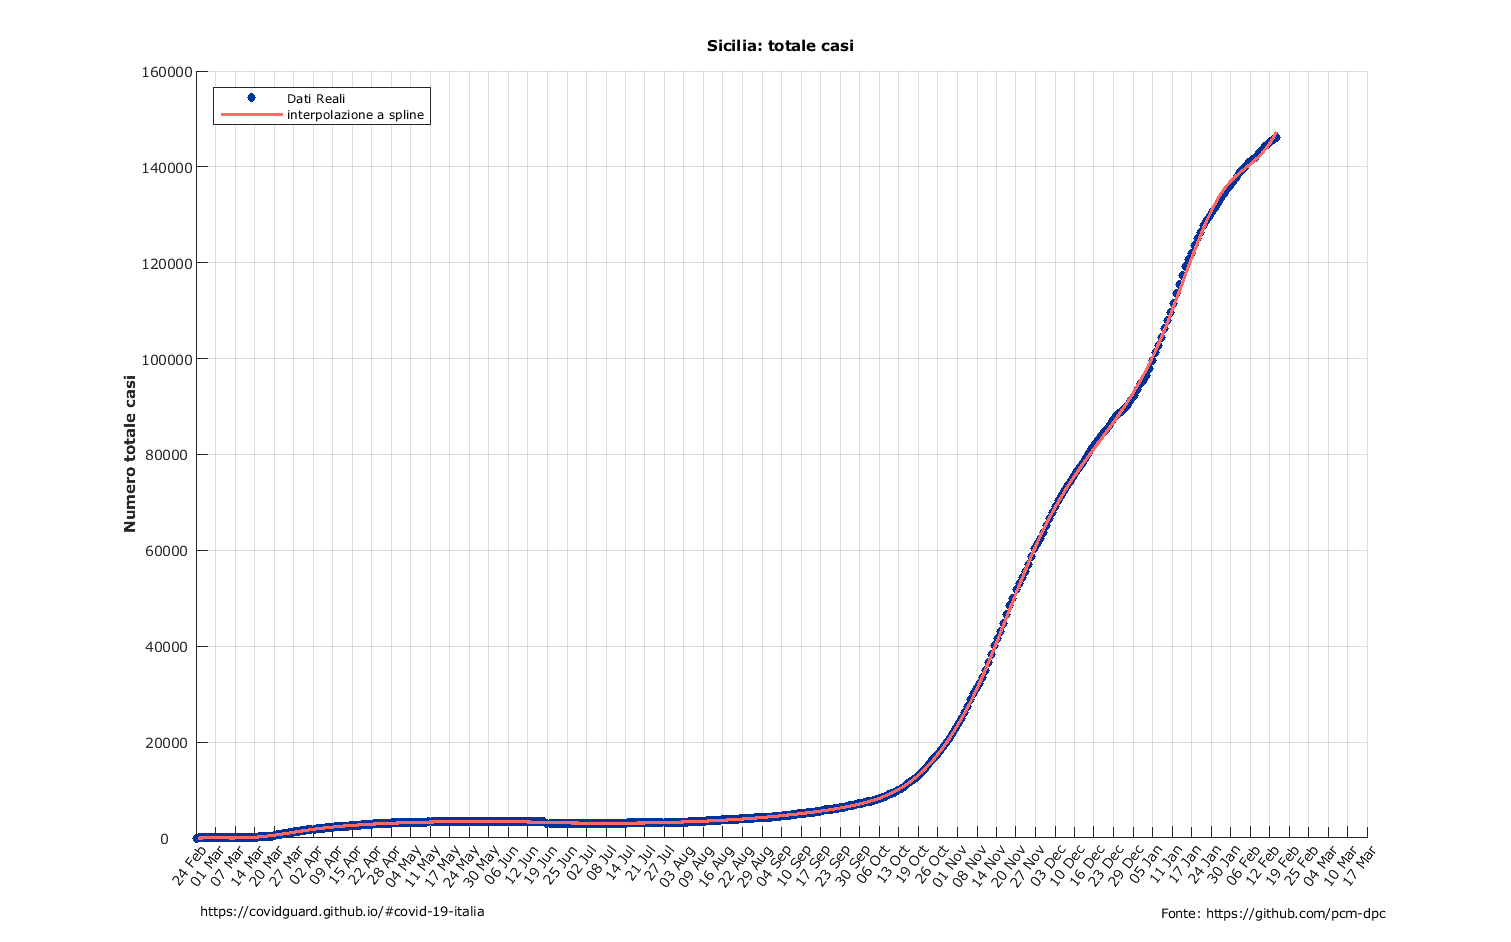 Sicilia: totale casi
Dati Reali
interpolazione a spline
Numero totale casi
160000
140000
120000
100000
80000
60000
40000
20000
0
24 Feb
01 Mar
07 Mar
14 Mar
20 Mar
27 Mar
02 Apr
09 Apr
15 Apr
22 Apr
28 Apr
04 May
11 May
17 May
24 May
30 May
06 Jun
12 Jun
19 Jun
25 Jun
02 Jul
08 Jul
14 Jul
21 Jul
27 Jul
03 Aug
09 Aug
16 Aug
22 Aug
29 Aug
04 Sep
10 Sep
17 Sep
23 Sep
30 Sep
06 Oct
13 Oct
19 Oct
26 Oct
01 Nov
08 Nov
14 Nov
20 Nov
27 Nov
03 Dec
10 Dec
16 Dec
23 Dec
29 Dec
05 Jan
11 Jan
17 Jan
24 Jan
30 Jan
06 Feb
12 Feb
19 Feb
25 Feb
04 Mar
10 Mar
17 Mar
https://covidguard.github.io/#covid-19-italia
Fonte: https://github.com/pcm-dpc